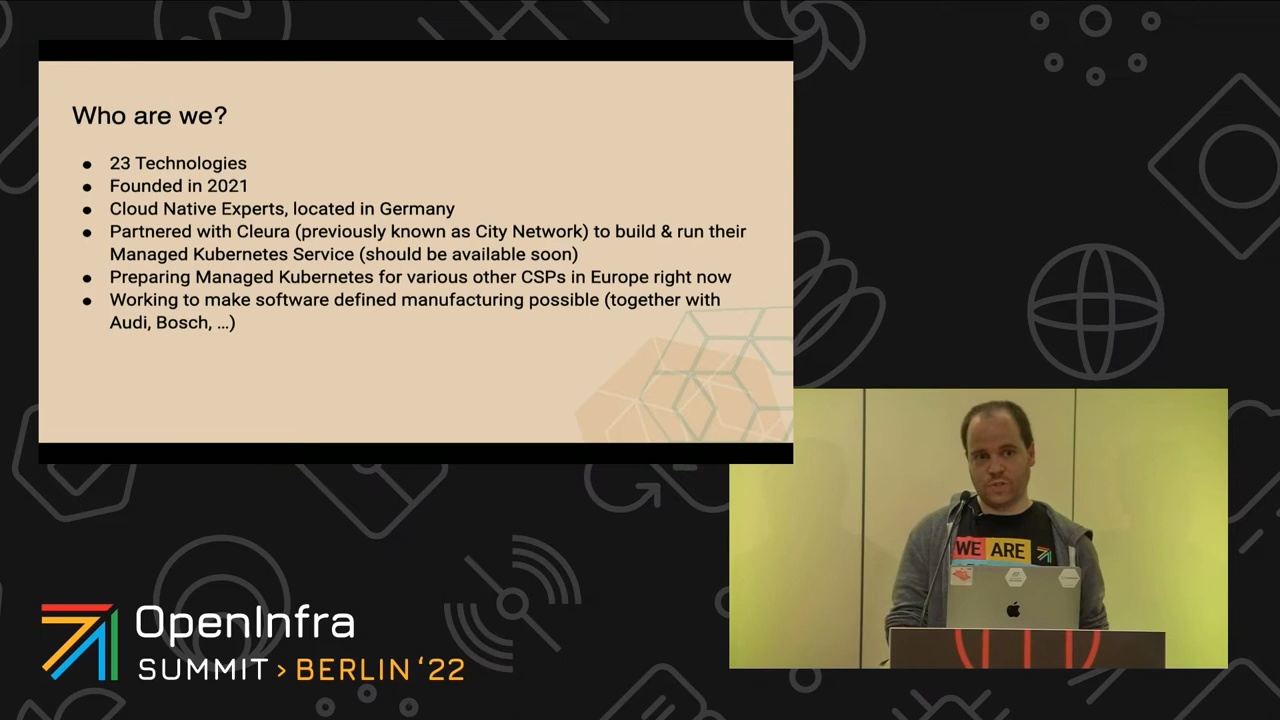 Who are we?
● 23 Technologies
● Founded in 2021
● Cloud Native Experts, located in Germany
● Partnered with Cleura (previously known as City Network) to build & run their
Managed Kubernetes Service (should be available soon)
● Preparing Managed Kubernetes for various other CSPs in Europe right now
● Working to make software defined manufacturing possible (together with
Audi, Bosch, ...)
WE ARE
OpenInfra
SUMMIT > BERLIN ‘22